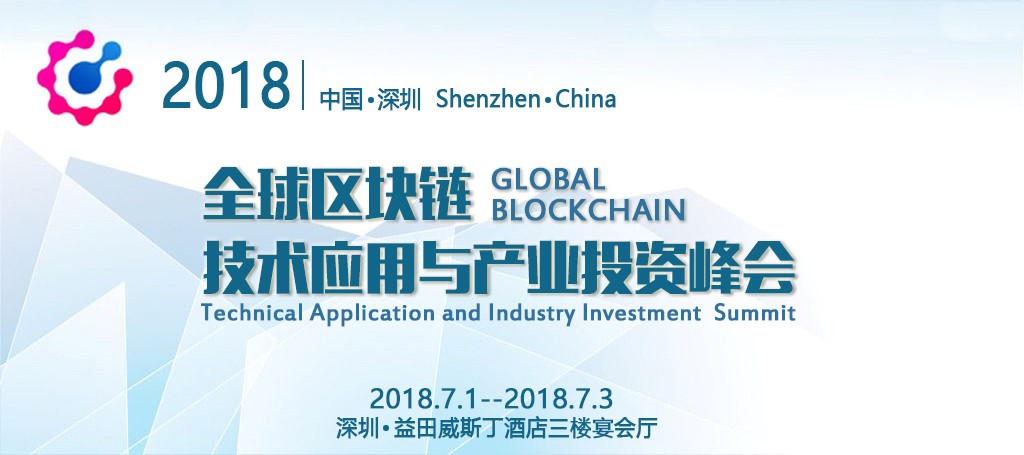 2018 中国·深圳 Shenzhen·China
全球区块链 GLOBAL
BLOCKCHAIN
技术应用与产业投资峰会
Technical Application and Industry Investment Summit
2018.7.1--2018.7.3
深圳·益田威斯丁酒店三楼宴会厅